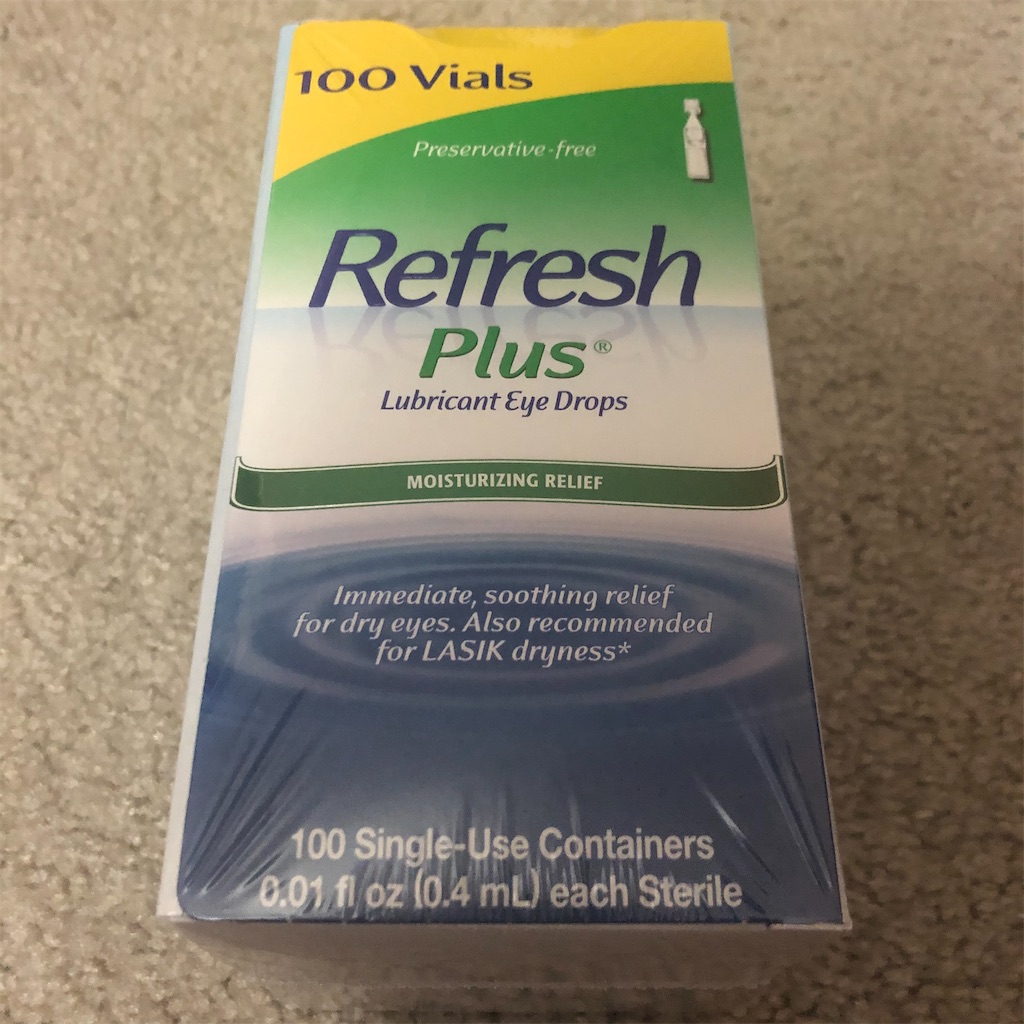 100 Vials
Preservative-free
Refresh
Plus®
Lubricant Eye Drops
MOISTURIZING RELIEF
Immediate, soothing relief
for dry eyes. Also recommended
for LASIK dryness*
100 Single-Use Containers
0.01 fl oz (0.4 mL) each Sterile